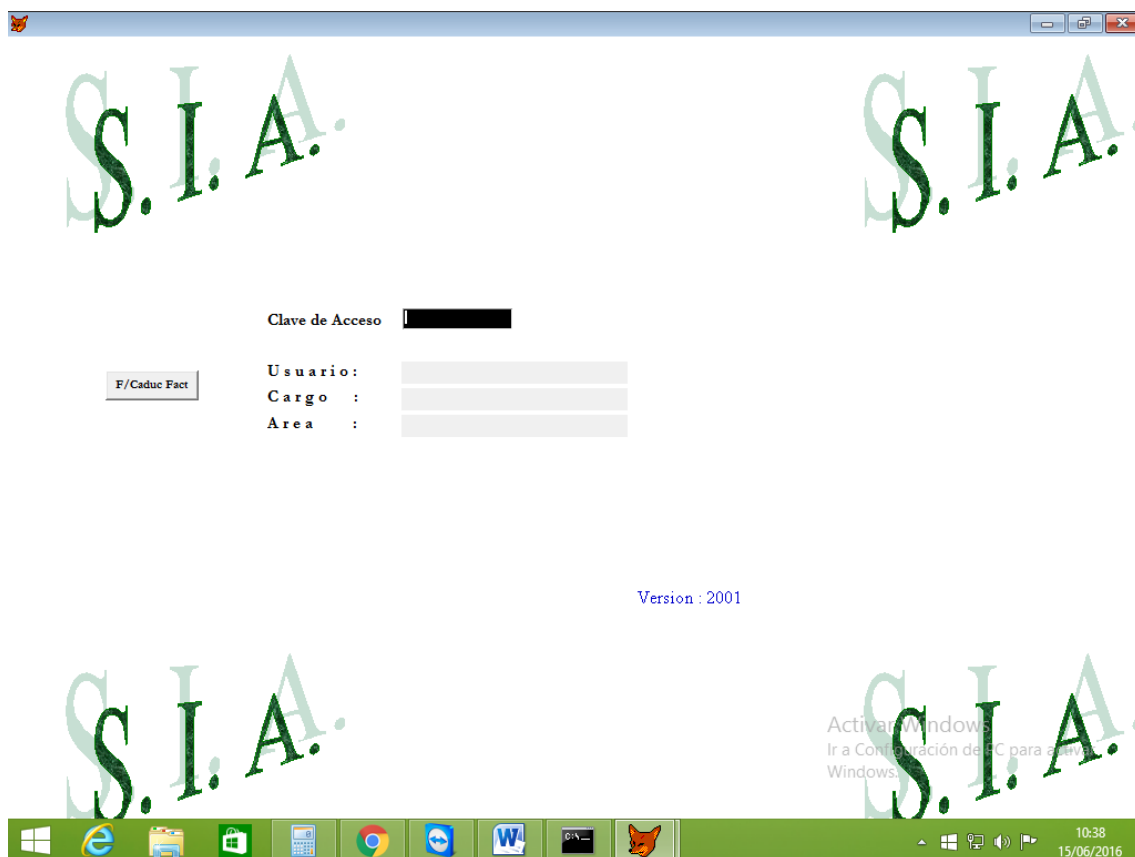 S. I. A.
S. I. A.
Clave de Acceso
F/Caduc Fact
Usuario:
Cargo :
Area :
Version : 2001
S. I. A.
S. I. A.
Activar Windows
Ir a Configuración de PC para activar
Windows.
C:\_
10:38
15/06/2016